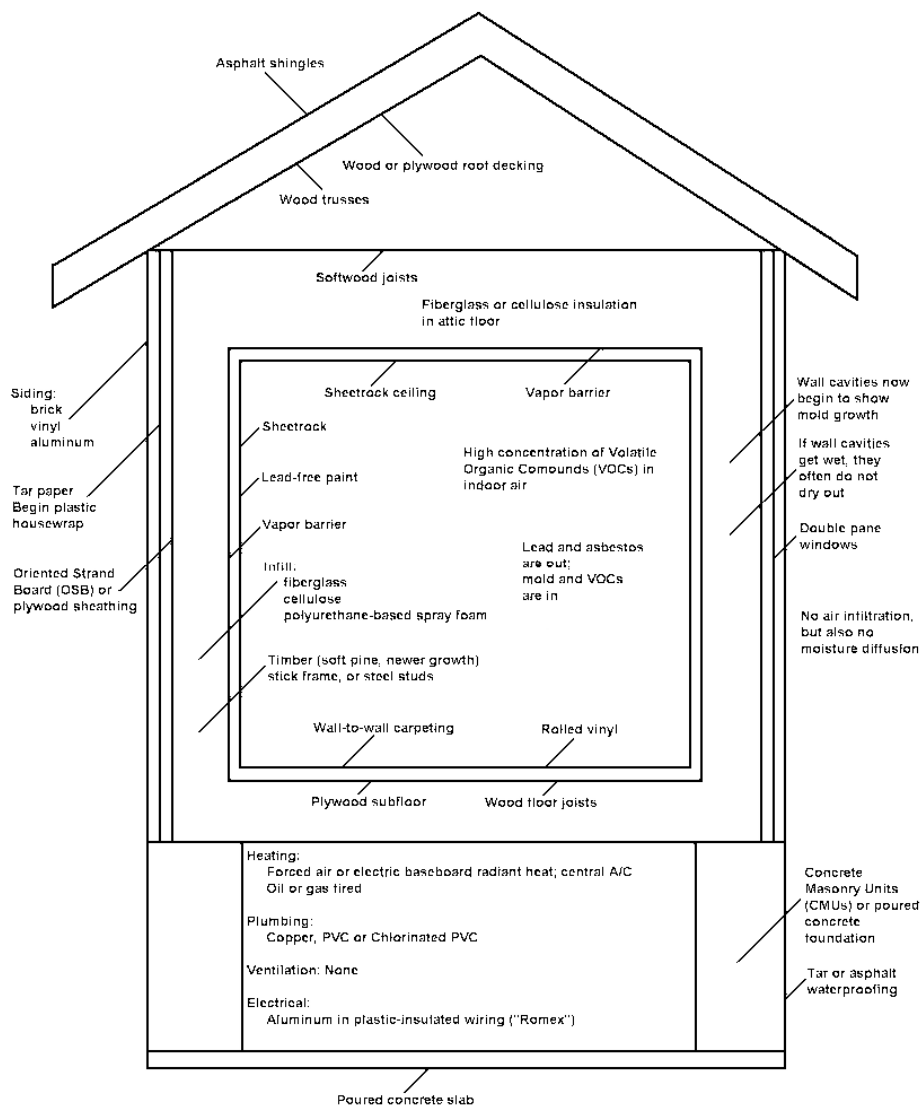 Asphalt shingles
Wood or plywood roof decking
Wood trusses
Softwood joists
Fiberglass or cellulose insulation
in attic floor
Siding:
brick
vinyl
aluminum
Sheetrock ceiling
Vapor barrier
Wall cavities now
begin to show
mold growth
Sheetrock
High concentration of Volatile
Organic Comounds (VOCs) in
indoor air
If wall cavities
get wet, they
often do not
dry out
Lead-free paint
Tar paper
Begin plastic
housewrap
Vapor barrier
Double pane
windows
Lead and asbestos
are out;
mold and VOCs
are in
Oriented Strand
Board (OSB) or
plywood sheathing
Infill:
fiberglass
cellulose
polyurethane-based spray foam
No air infiltration,
but also no
moisture diffusion
Timber (soft pine, newer growth)
stick frame, or steel studs
Wall-to-wall carpeting
Rolled vinyl
Plywood subfloor
Wood floor joists
Heating:
Forced air or electric baseboard radiant heat; central A/C
Oil or gas fired
Plumbing:
Copper, PVC or Chlorinated PVC
Ventilation: None
Electrical:
Aluminum in plastic-insulated wiring ("Romex")
Concrete
Masonry Units
(CMUs) or poured
concrete
foundation
Tar or asphalt
waterproofing
Poured concrete slab